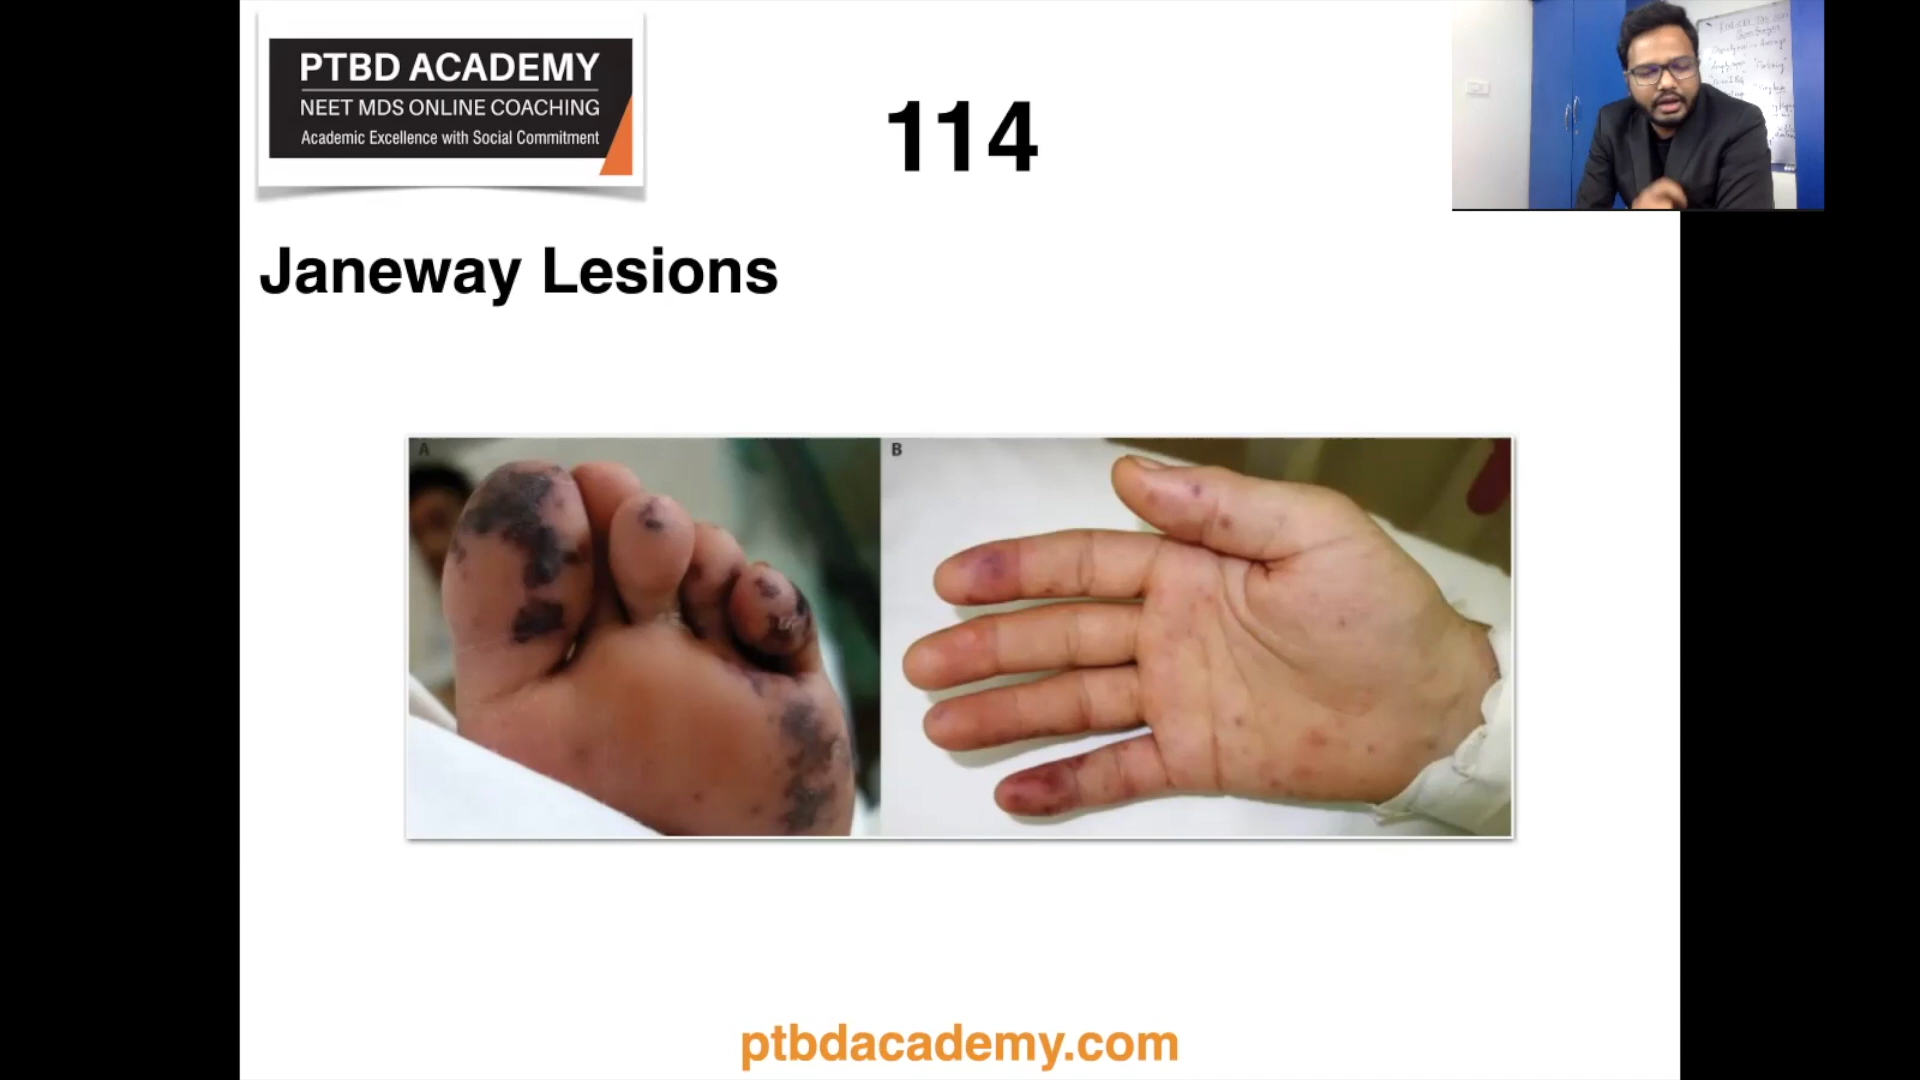 PTBD ACADEMY
NEET MDS ONLINE COACHING
Academic Excellence with Social Commitment
114
Janeway Lesions
A
B
ptbdacademy.com